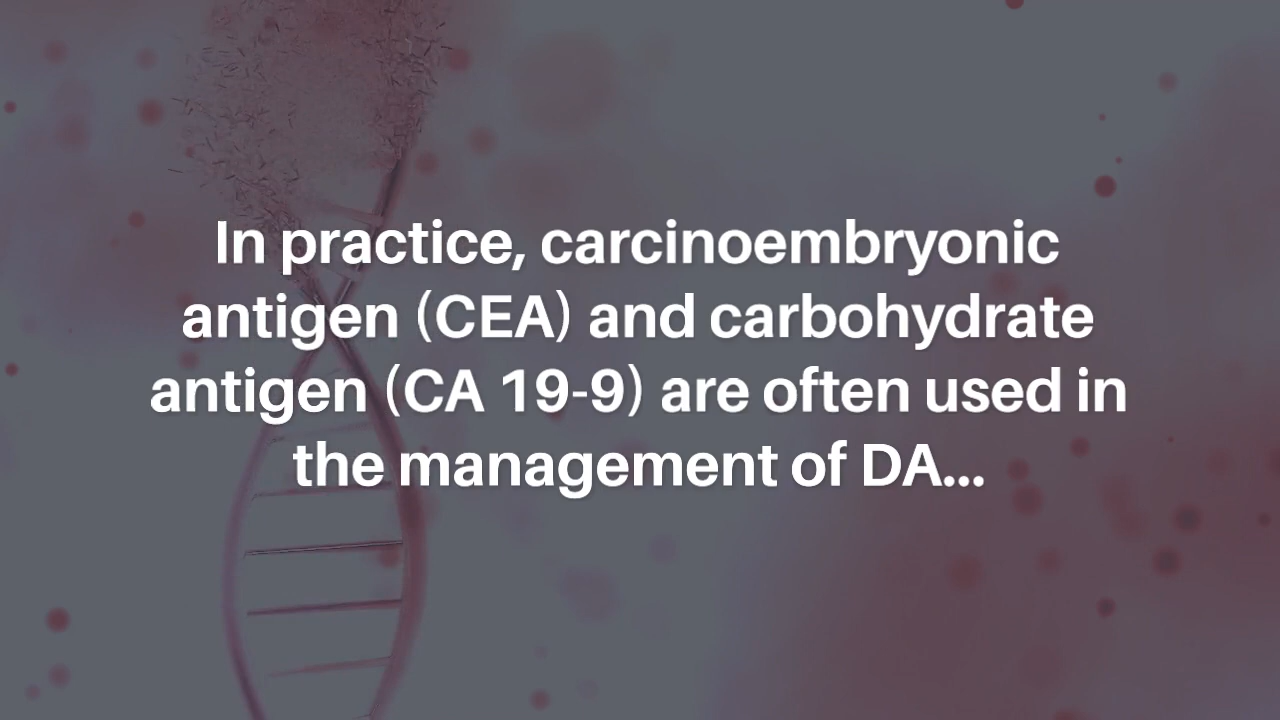 In practice, carcinoembryonic
antigen (CEA) and carbohydrate
antigen (CA 19-9) are often used in
the management of DA...